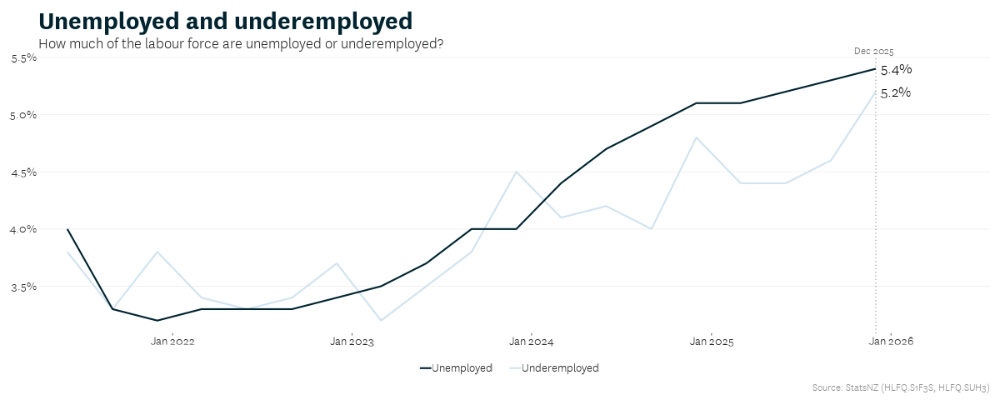 Unemployed and underemployed
How much of the labour force are unemployed or underemployed?
Dec 2025
5.5%
5.4%
5.2%
5.0%
4.5%
4.0%
3.5%
Jan 2022 Jan 2023 Jan 2024 Jan 2025 Jan 2026
Unemployed Underemployed
Source: StatsNZ (HLFQ.S1F3S, HLFQ.SUH3)